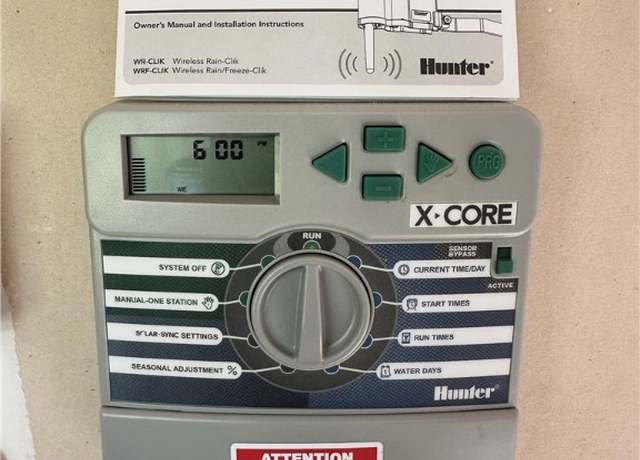 Owner's Manual and Installation Instructions
WR-CLIK Wireless Rain-Clik
WRF-CLIK Wireless Rain/Freeze-Clik
Hunter®
6 00 PM
WE
PRG
X-CORE
RUN
SENSOR
BYPASS
ACTIVE
SYSTEM OFF
CURRENT TIME/DAY
MANUAL-ONE STATION
START TIMES
SOLAR-SYNC SETTINGS
RUN TIMES
SEASONAL ADJUSTMENT %
WATER DAYS
Hunter®
ATTENTION